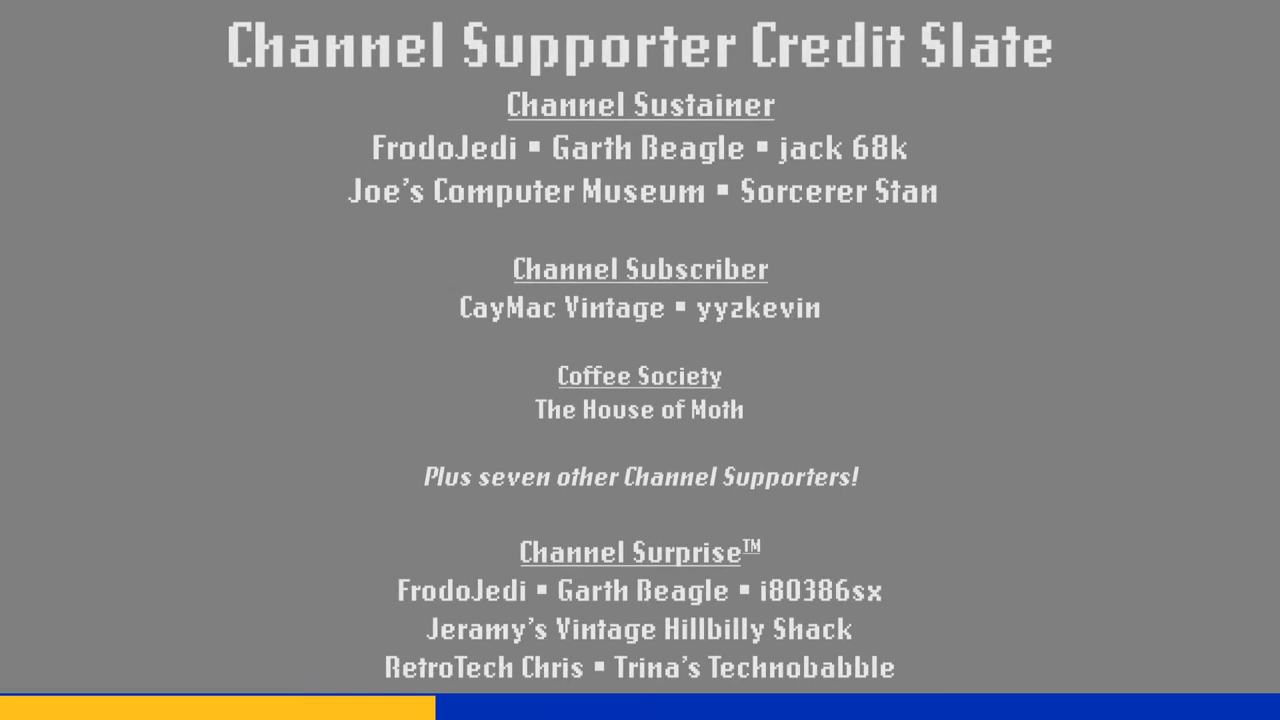 Channel Supporter Credit Slate
Channel Sustainer
FrodoJedi ▪ Garth Beagle ▪ jack 68k
Joe's Computer Museum ▪ Sorcerer Stan
Channel Subscriber
CayMac Vintage ▪ yyzkevin
Coffee Society
The House of Moth
Plus seven other Channel Supporters!
Channel Surprise™
FrodoJedi ▪ Garth Beagle ▪ i80386sx
Jeramy's Vintage Hillbilly Shack
RetroTech Chris ▪ Trina's Technobabble